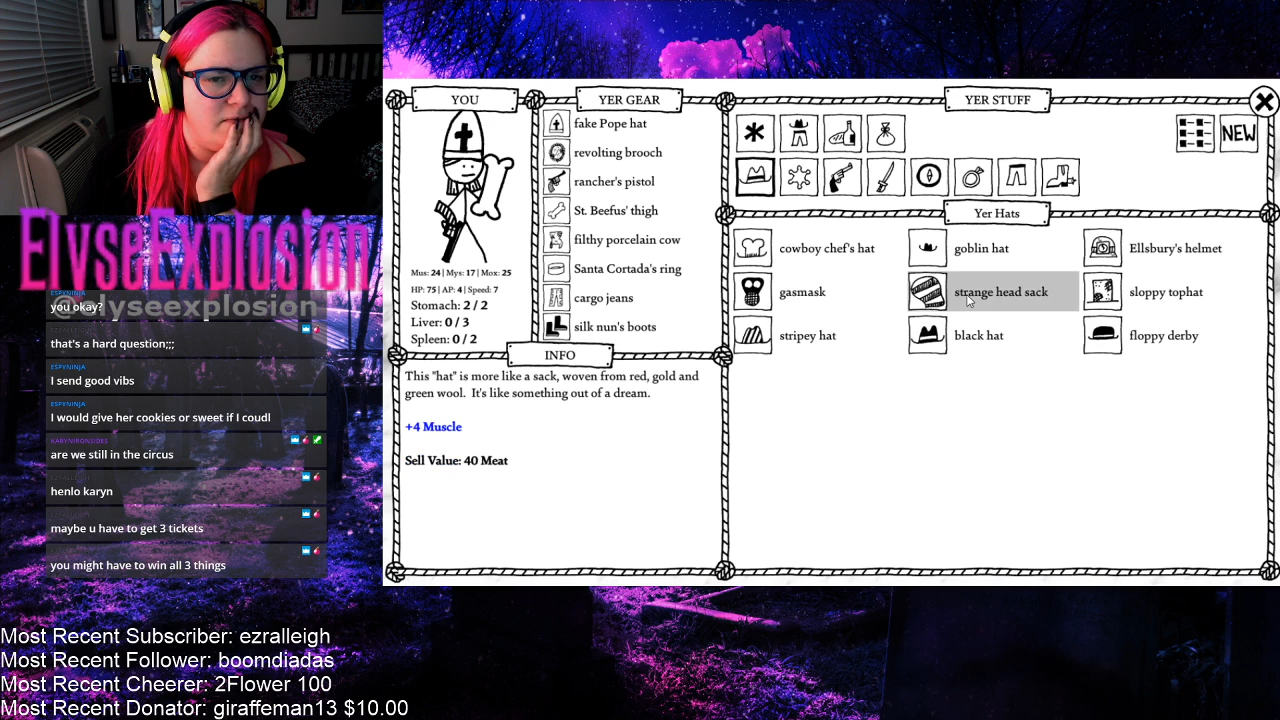 ElyseExplosion
@elyseexplosion
ESPYNINJA
you okay?
that's a hard question;;;
ESPYNINJA
I send good vibs
ESPYNINJA
I would give her cookies or sweet if I coudl
KARYNIRONSIDES
are we still in the circus
henlo karyn
maybe u have to get 3 tickets
you might have to win all 3 things
Most Recent Subscriber: ezralleigh
Most Recent Follower: boomdiadas
Most Recent Cheerer: 2Flower 100
Most Recent Donator: giraffeman13 $10.00
YOU
Mus: 24 | Mys: 17 | Mox: 25
HP: 75 | AP: 4 | Speed: 7
Stomach: 2 / 2
Liver: 0 / 3
Spleen: 0 / 2
YER GEAR
fake Pope hat
revolting brooch
rancher's pistol
St. Beefus' thigh
filthy porcelain cow
Santa Cortada's ring
cargo jeans
silk nun's boots
INFO
This "hat" is more like a sack, woven from red, gold and
green wool. It's like something out of a dream.
+4 Muscle
Sell Value: 40 Meat
YER STUFF
NEW
Yer Hats
cowboy chef's hat
goblin hat
Ellsbury's helmet
gasmask
strange head sack
sloppy tophat
stripey hat
black hat
floppy derby